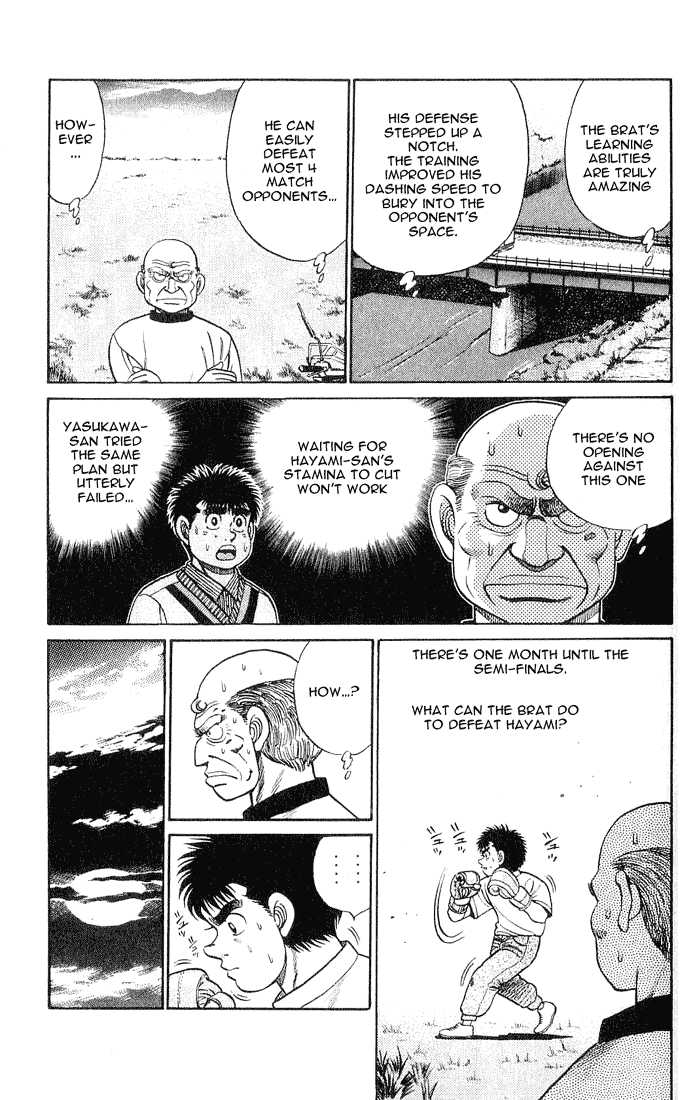 THE BRAT'S
LEARNING
ABILITIES
ARE TRULY
AMAZING
HIS DEFENSE
STEPPED UP A
NOTCH.
THE TRAINING
IMPROVED HIS
DASHING SPEED TO
BURY INTO THE
OPPONENT'S
SPACE.
HE CAN
EASILY
DEFEAT
MOST 4
MATCH
OPPONENTS...
HOW-
EVER
...
THERE'S NO
OPENING
AGAINST
THIS ONE
WAITING FOR
HAYAMI-SAN'S
STAMINA TO CUT
WON'T WORK
YASUKAWA-
SAN TRIED
THE SAME
PLAN BUT
UTTERLY
FAILED...
THERE'S ONE MONTH UNTIL THE
SEMI-FINALS.
WHAT CAN THE BRAT DO
TO DEFEAT HAYAMI?
HOW...?